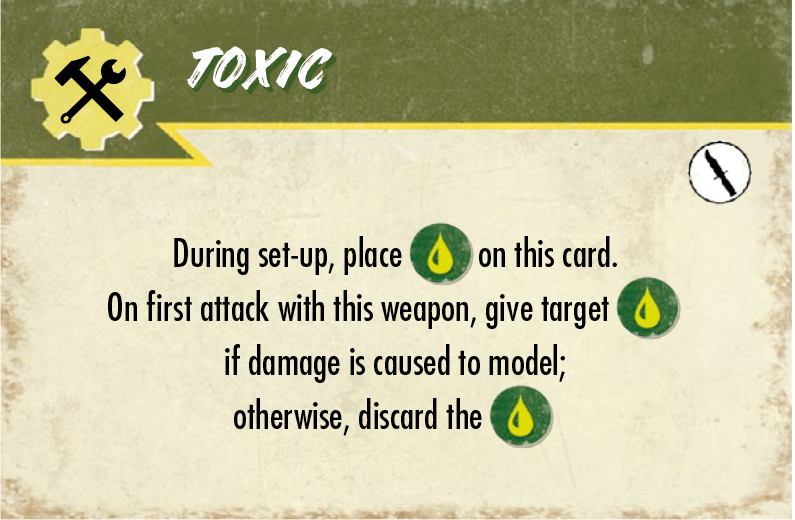 TOXIC
During set-up, place on this card.
On first attack with this weapon, give target
if damage is caused to model;
otherwise, discard the